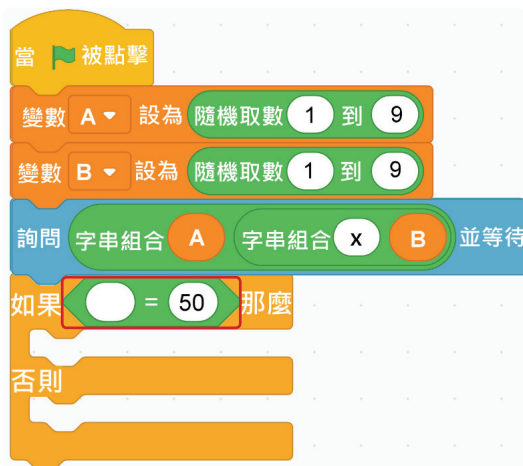 當 被點擊
變數 A 設為 隨機取數 1 到 9
變數 B 設為 隨機取數 1 到 9
詢問 字串組合 A 字串組合 x B 並等待
如果 = 50 那麼
否則